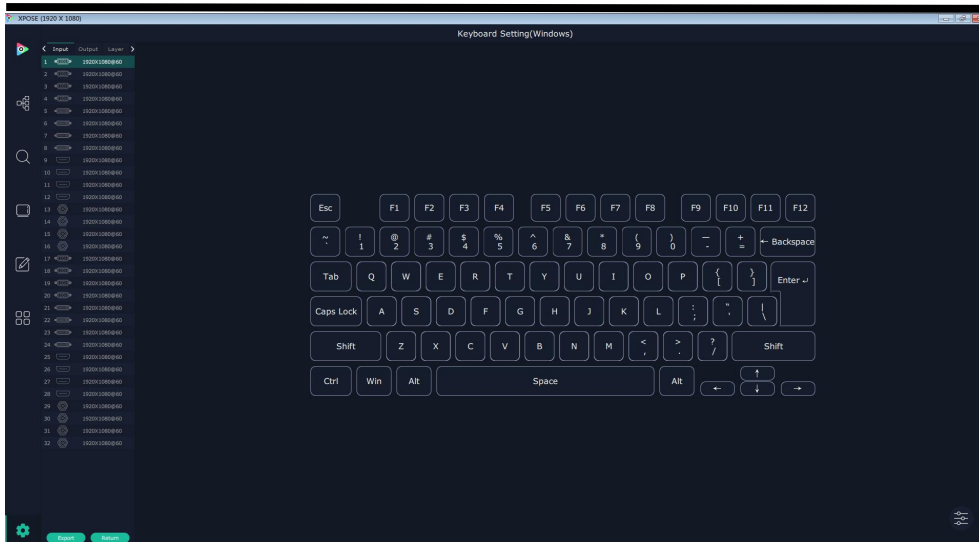 XPOSE (1920 X 1080)
Keyboard Setting(Windows)
Input Output Layer
1 1920X1080@60
2 1920X1080@60
3 1920X1080@60
4 1920X1080@60
5 1920X1080@60
6 1920X1080@60
7 1920X1080@60
8 1920X1080@60
9 1920X1080@60
10 1920X1080@60
11 1920X1080@60
12 1920X1080@60
13 1920X1080@60
14 1920X1080@60
15 1920X1080@60
16 1920X1080@60
17 1920X1080@60
18 1920X1080@60
19 1920X1080@60
20 1920X1080@60
21 1920X1080@60
22 1920X1080@60
23 1920X1080@60
24 1920X1080@60
25 1920X1080@60
26 1920X1080@60
27 1920X1080@60
28 1920X1080@60
29 1920X1080@60
30 1920X1080@60
31 1920X1080@60
32 1920X1080@60
Export Return
Esc F1 F2 F3 F4 F5 F6 F7 F8 F9 F10 F11 F12
~ ! @ # $ % ^ & * ( ) — +
` 1 2 3 4 5 6 7 8 9 0 - = ← Backspace
Tab Q W E R T Y U I O P { [ } ] Enter ↵
Caps Lock A S D F G H J K L : ; " ' | \
Shift Z X C V B N M < , > . ? / Shift
Ctrl Win Alt Space Alt ← ↑ ↓ →